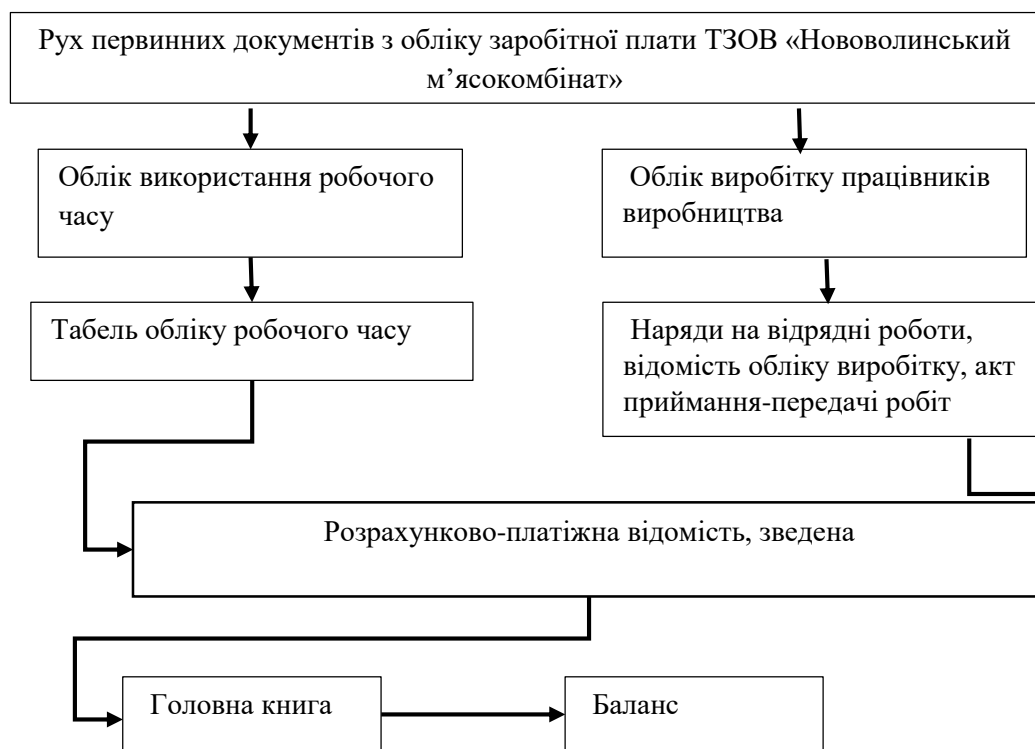 Рух первинних документів з обліку заробітної плати ТЗОВ «Нововолинський
м’ясокомбінат»
Облік використання робочого
часу
Облік виробітку працівників
виробництва
Табель обліку робочого часу
Наряди на відрядні роботи,
відомість обліку виробітку, акт
приймання-передачі робіт
Розрахунково-платіжна відомість, зведена
Головна книга
Баланс